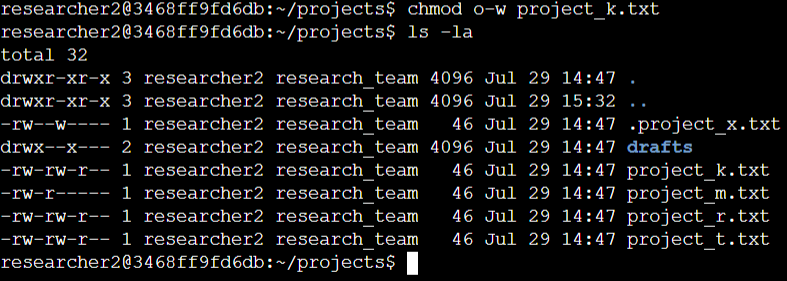 researcher2@3468ff9fd6db:~/projects$ chmod o-w project_k.txt
researcher2@3468ff9fd6db:~/projects$ ls -la
total 32
drwxr-xr-x 3 researcher2 research_team 4096 Jul 29 14:47 .
drwxr-xr-x 3 researcher2 research_team 4096 Jul 29 15:32 ..
-rw--w---- 1 researcher2 research_team   46 Jul 29 14:47 .project_x.txt
drwx--x--- 2 researcher2 research_team 4096 Jul 29 14:47 drafts
-rw-rw-r-- 1 researcher2 research_team   46 Jul 29 14:47 project_k.txt
-rw-r----- 1 researcher2 research_team   46 Jul 29 14:47 project_m.txt
-rw-rw-r-- 1 researcher2 research_team   46 Jul 29 14:47 project_r.txt
-rw-rw-r-- 1 researcher2 research_team   46 Jul 29 14:47 project_t.txt
researcher2@3468ff9fd6db:~/projects$